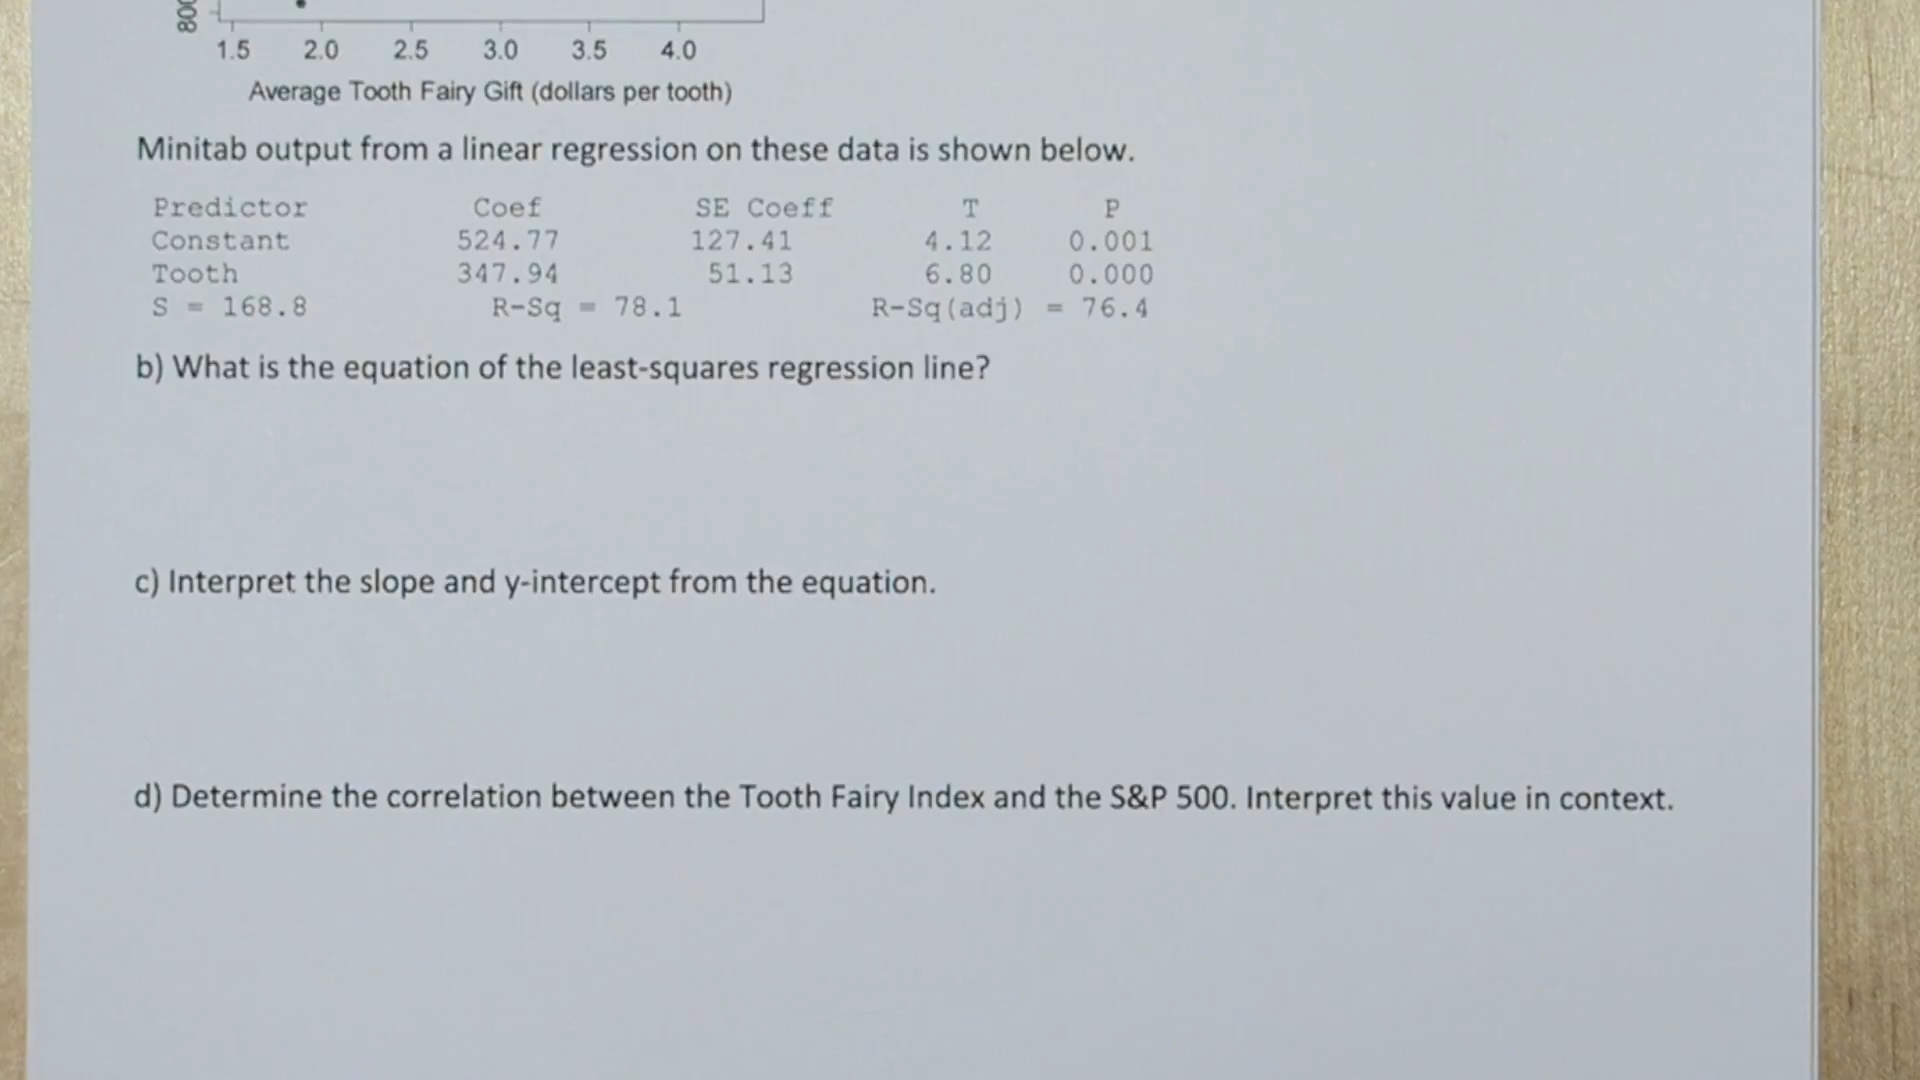 800
1.5 2.0 2.5 3.0 3.5 4.0
Average Tooth Fairy Gift (dollars per tooth)
Minitab output from a linear regression on these data is shown below.
Predictor Coef SE Coeff T P
Constant 524.77 127.41 4.12 0.001
Tooth 347.94 51.13 6.80 0.000
S = 168.8 R-Sq = 78.1 R-Sq(adj) = 76.4
b) What is the equation of the least-squares regression line?
c) Interpret the slope and y-intercept from the equation.
d) Determine the correlation between the Tooth Fairy Index and the S&P 500. Interpret this value in context.